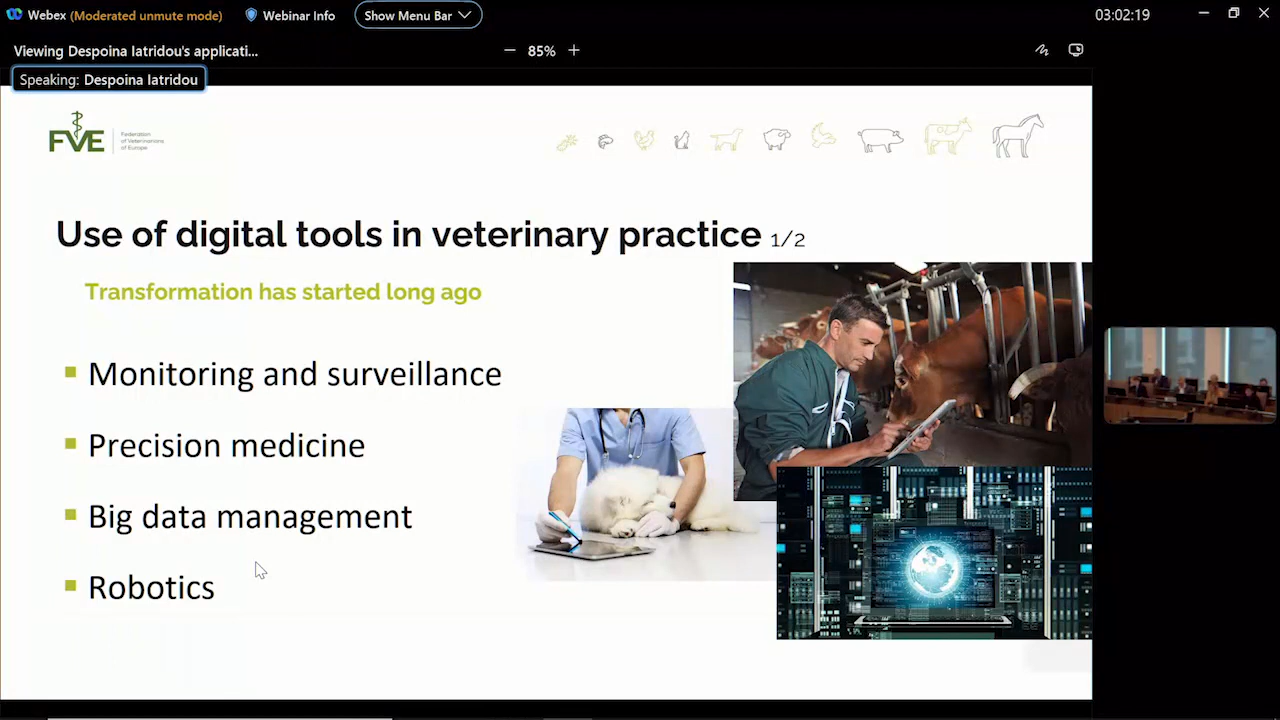 Webex (Moderated unmute mode) Webinar Info Show Menu Bar 03:02:19
Viewing Despoina Iatridou's applicati... 85%
Speaking: Despoina Iatridou
FVE Federation
of Veterinarians
of Europe
Use of digital tools in veterinary practice 1/2
Transformation has started long ago
Monitoring and surveillance
Precision medicine
Big data management
Robotics